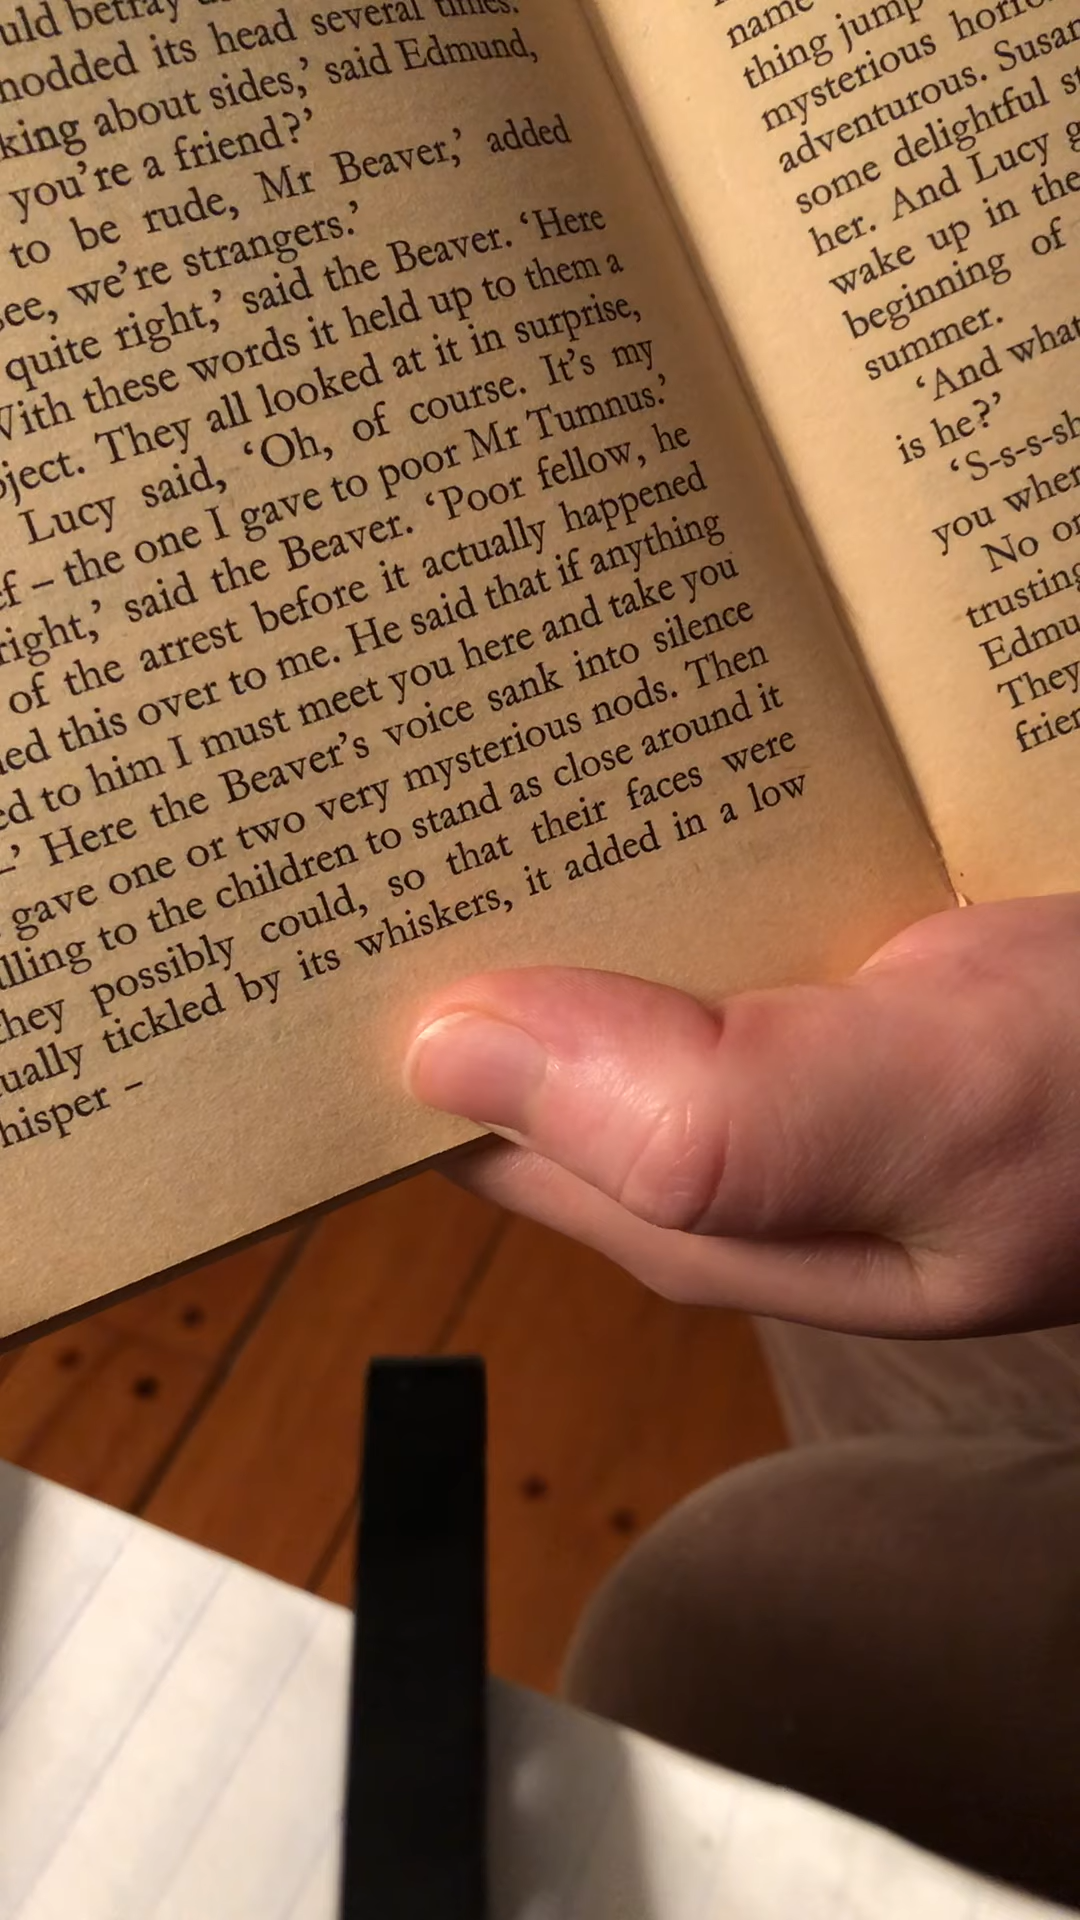 betray
nodded its head several times.
king about sides,’ said Edmund,
you’re a friend?’
to be rude, Mr Beaver,’ added
see, we’re strangers.’
quite right,’ said the Beaver. ‘Here
With these words it held up to them a
ject. They all looked at it in surprise,
Lucy said, ‘Oh, of course. It’s my
ef – the one I gave to poor Mr Tumnus.’
right,’ said the Beaver. ‘Poor fellow, he
of the arrest before it actually happened
ed this over to me. He said that if anything
ed to him I must meet you here and take you
–’ Here the Beaver’s voice sank into silence
gave one or two very mysterious nods. Then
lling to the children to stand as close around it
they possibly could, so that their faces were
ually tickled by its whiskers, it added in a low
hisper –
name
thing jump
mysterious
adventurous. Susan
some delightful
her. And Lucy
wake up in the
beginning of
summer.
‘And what
is he?’
‘S-s-s-sh
you
No
trusting
Edmu
They